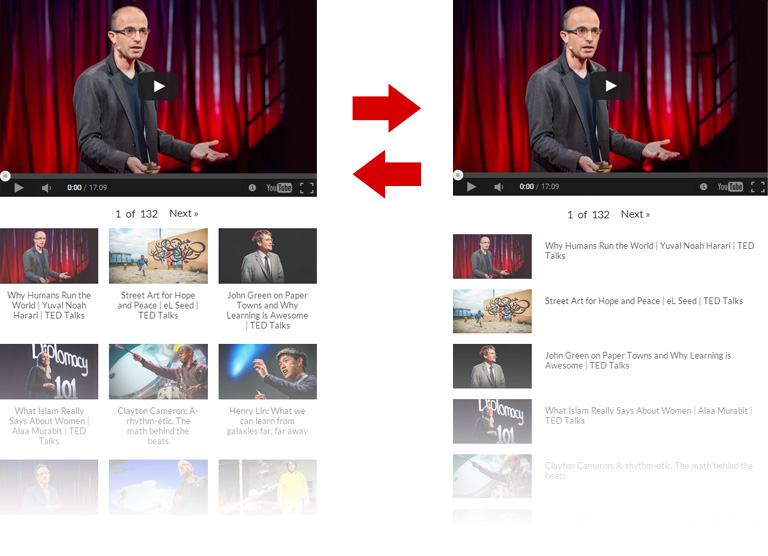 0:00 / 17:09
YouTube
1 of 132 Next »
Why Humans Run the
World | Yuval Noah
Harari | TED Talks
Street Art for Hope
and Peace | eL Seed |
TED Talks
John Green on Paper
Towns and Why
Learning is Awesome
| TED Talks
Diplomacy
101
What Islam Really
Says About Women |
Alaa Murabit | TED
Talks
Clayton Cameron: A-
rhythm-etic. The
math behind the
beats
Henry Lin: What we
can learn from
galaxies far, far away
0:00 / 17:09
YouTube
1 of 132 Next »
Why Humans Run the World | Yuval Noah Harari | TED
Talks
Street Art for Hope and Peace | eL Seed | TED Talks
John Green on Paper Towns and Why Learning is
Awesome | TED Talks
Diplomacy
101
What Islam Really Says About Women | Alaa Murabit |
TED Talks
Clayton Cameron: A-rhythm-etic. The math behind the
beats